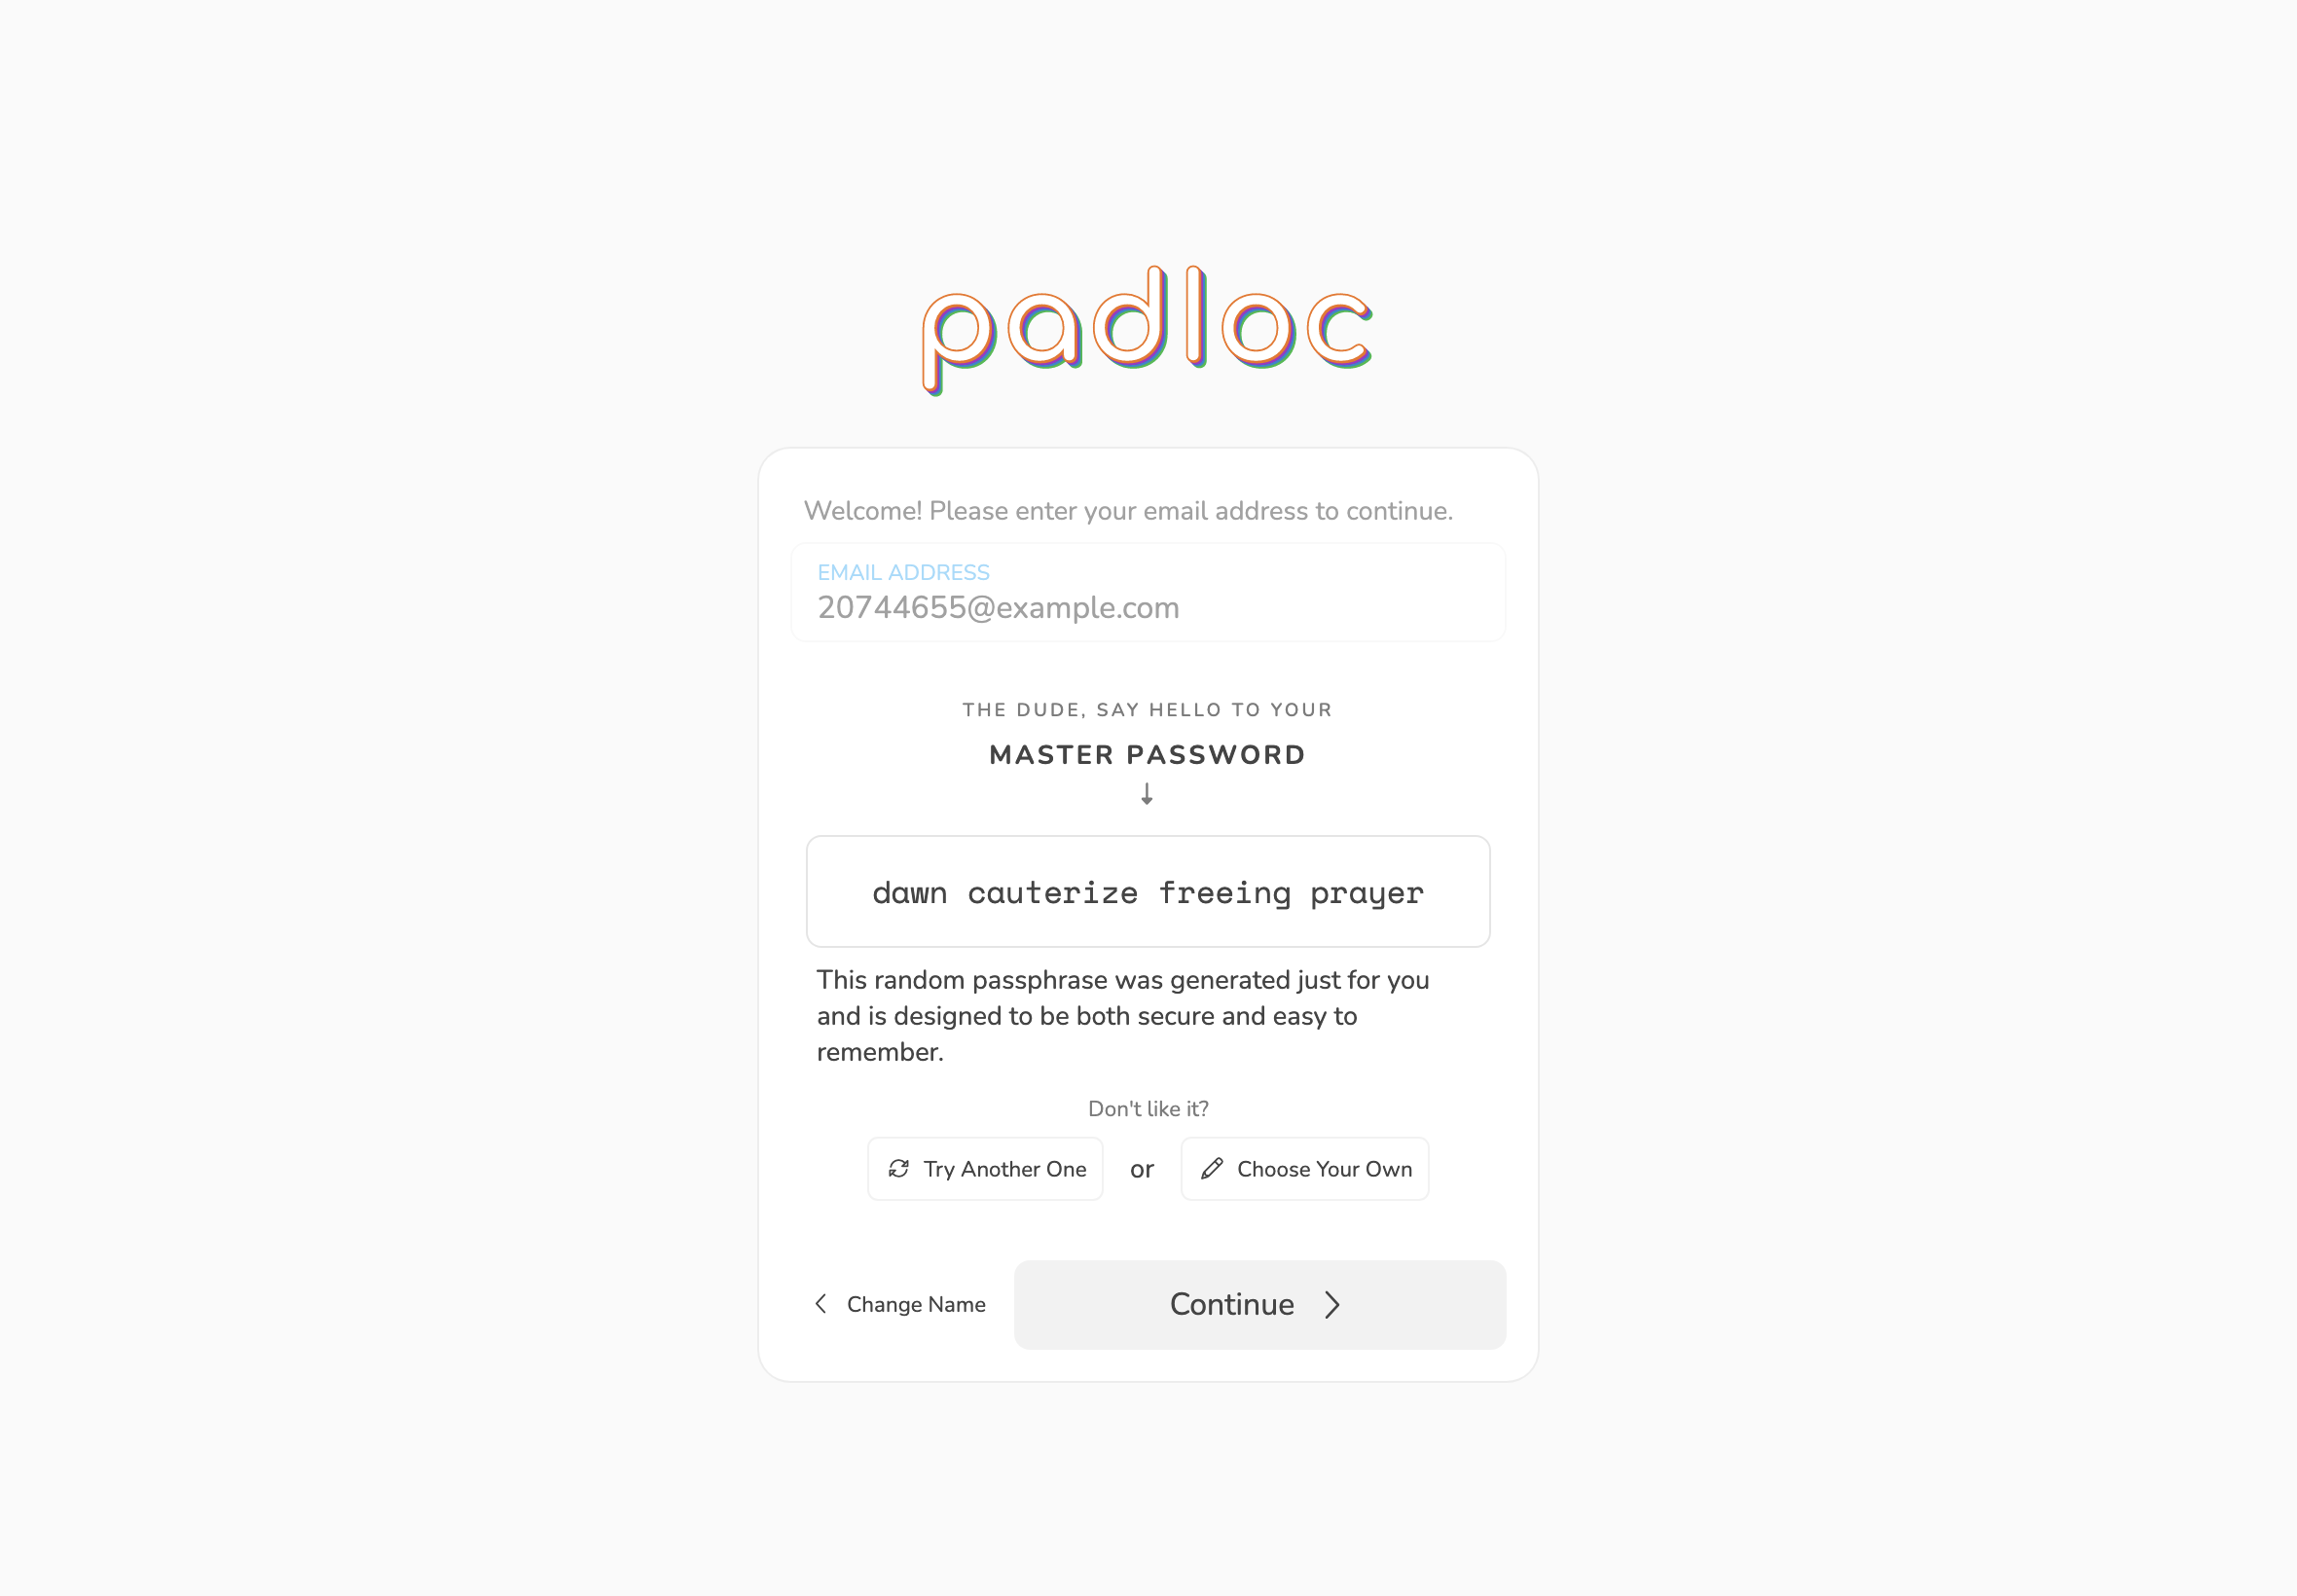 padloc
Welcome! Please enter your email address to continue.
EMAIL ADDRESS
20744655@example.com
THE DUDE, SAY HELLO TO YOUR
MASTER PASSWORD
dawn cauterize freeing prayer
This random passphrase was generated just for you
and is designed to be both secure and easy to
remember.
Don't like it?
Try Another One or Choose Your Own
Change Name Continue